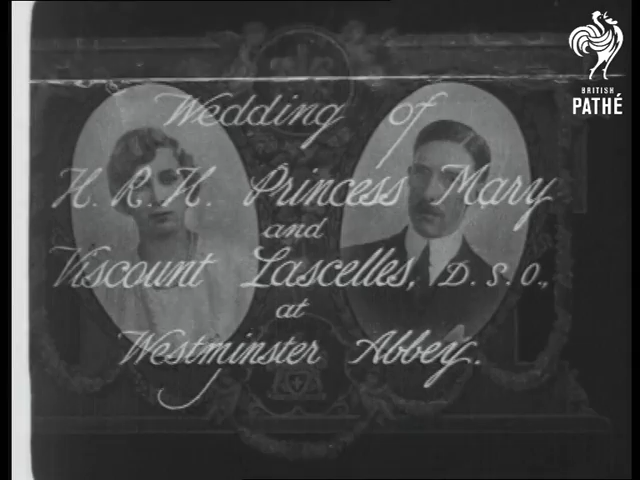 BRITISH
PATHÉ
Wedding of
H. R. H. Princess Mary
and
Viscount Lascelles, D. S. O.,
at
Westminster Abbey.